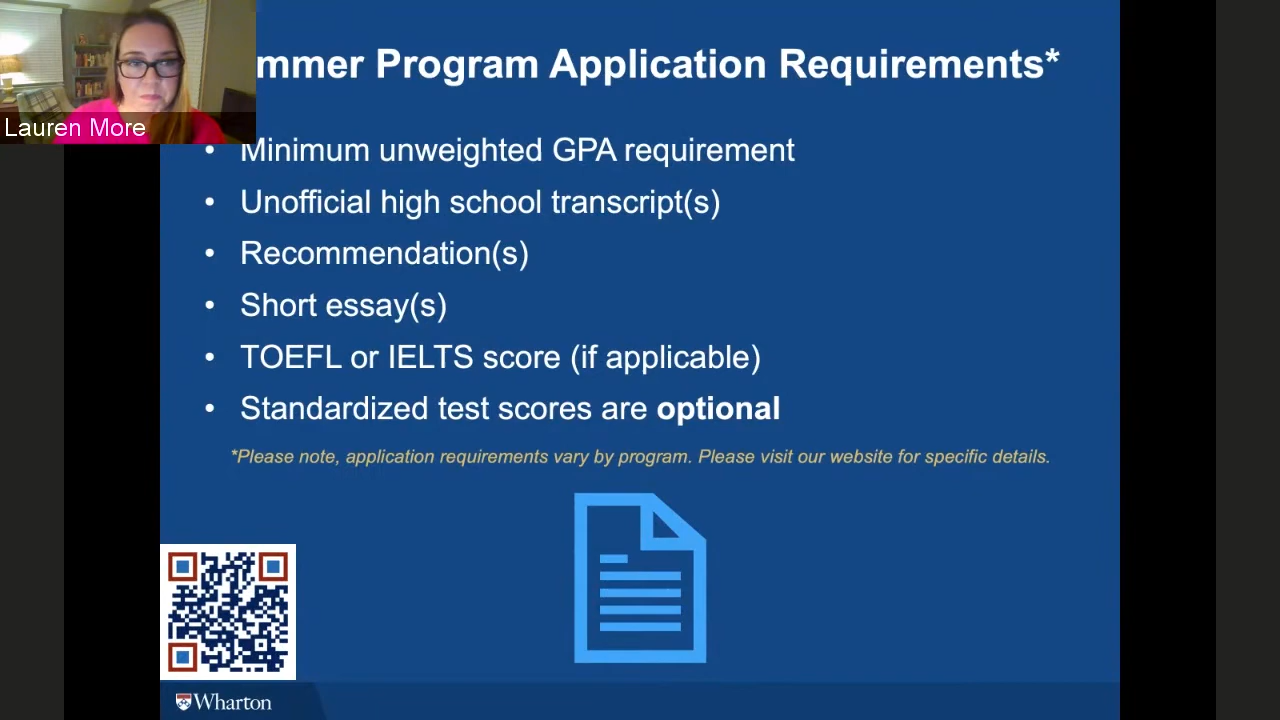 mmer Program Application Requirements*
Lauren More
• Minimum unweighted GPA requirement
• Unofficial high school transcript(s)
• Recommendation(s)
• Short essay(s)
• TOEFL or IELTS score (if applicable)
• Standardized test scores are optional
*Please note, application requirements vary by program. Please visit our website for specific details.
Wharton